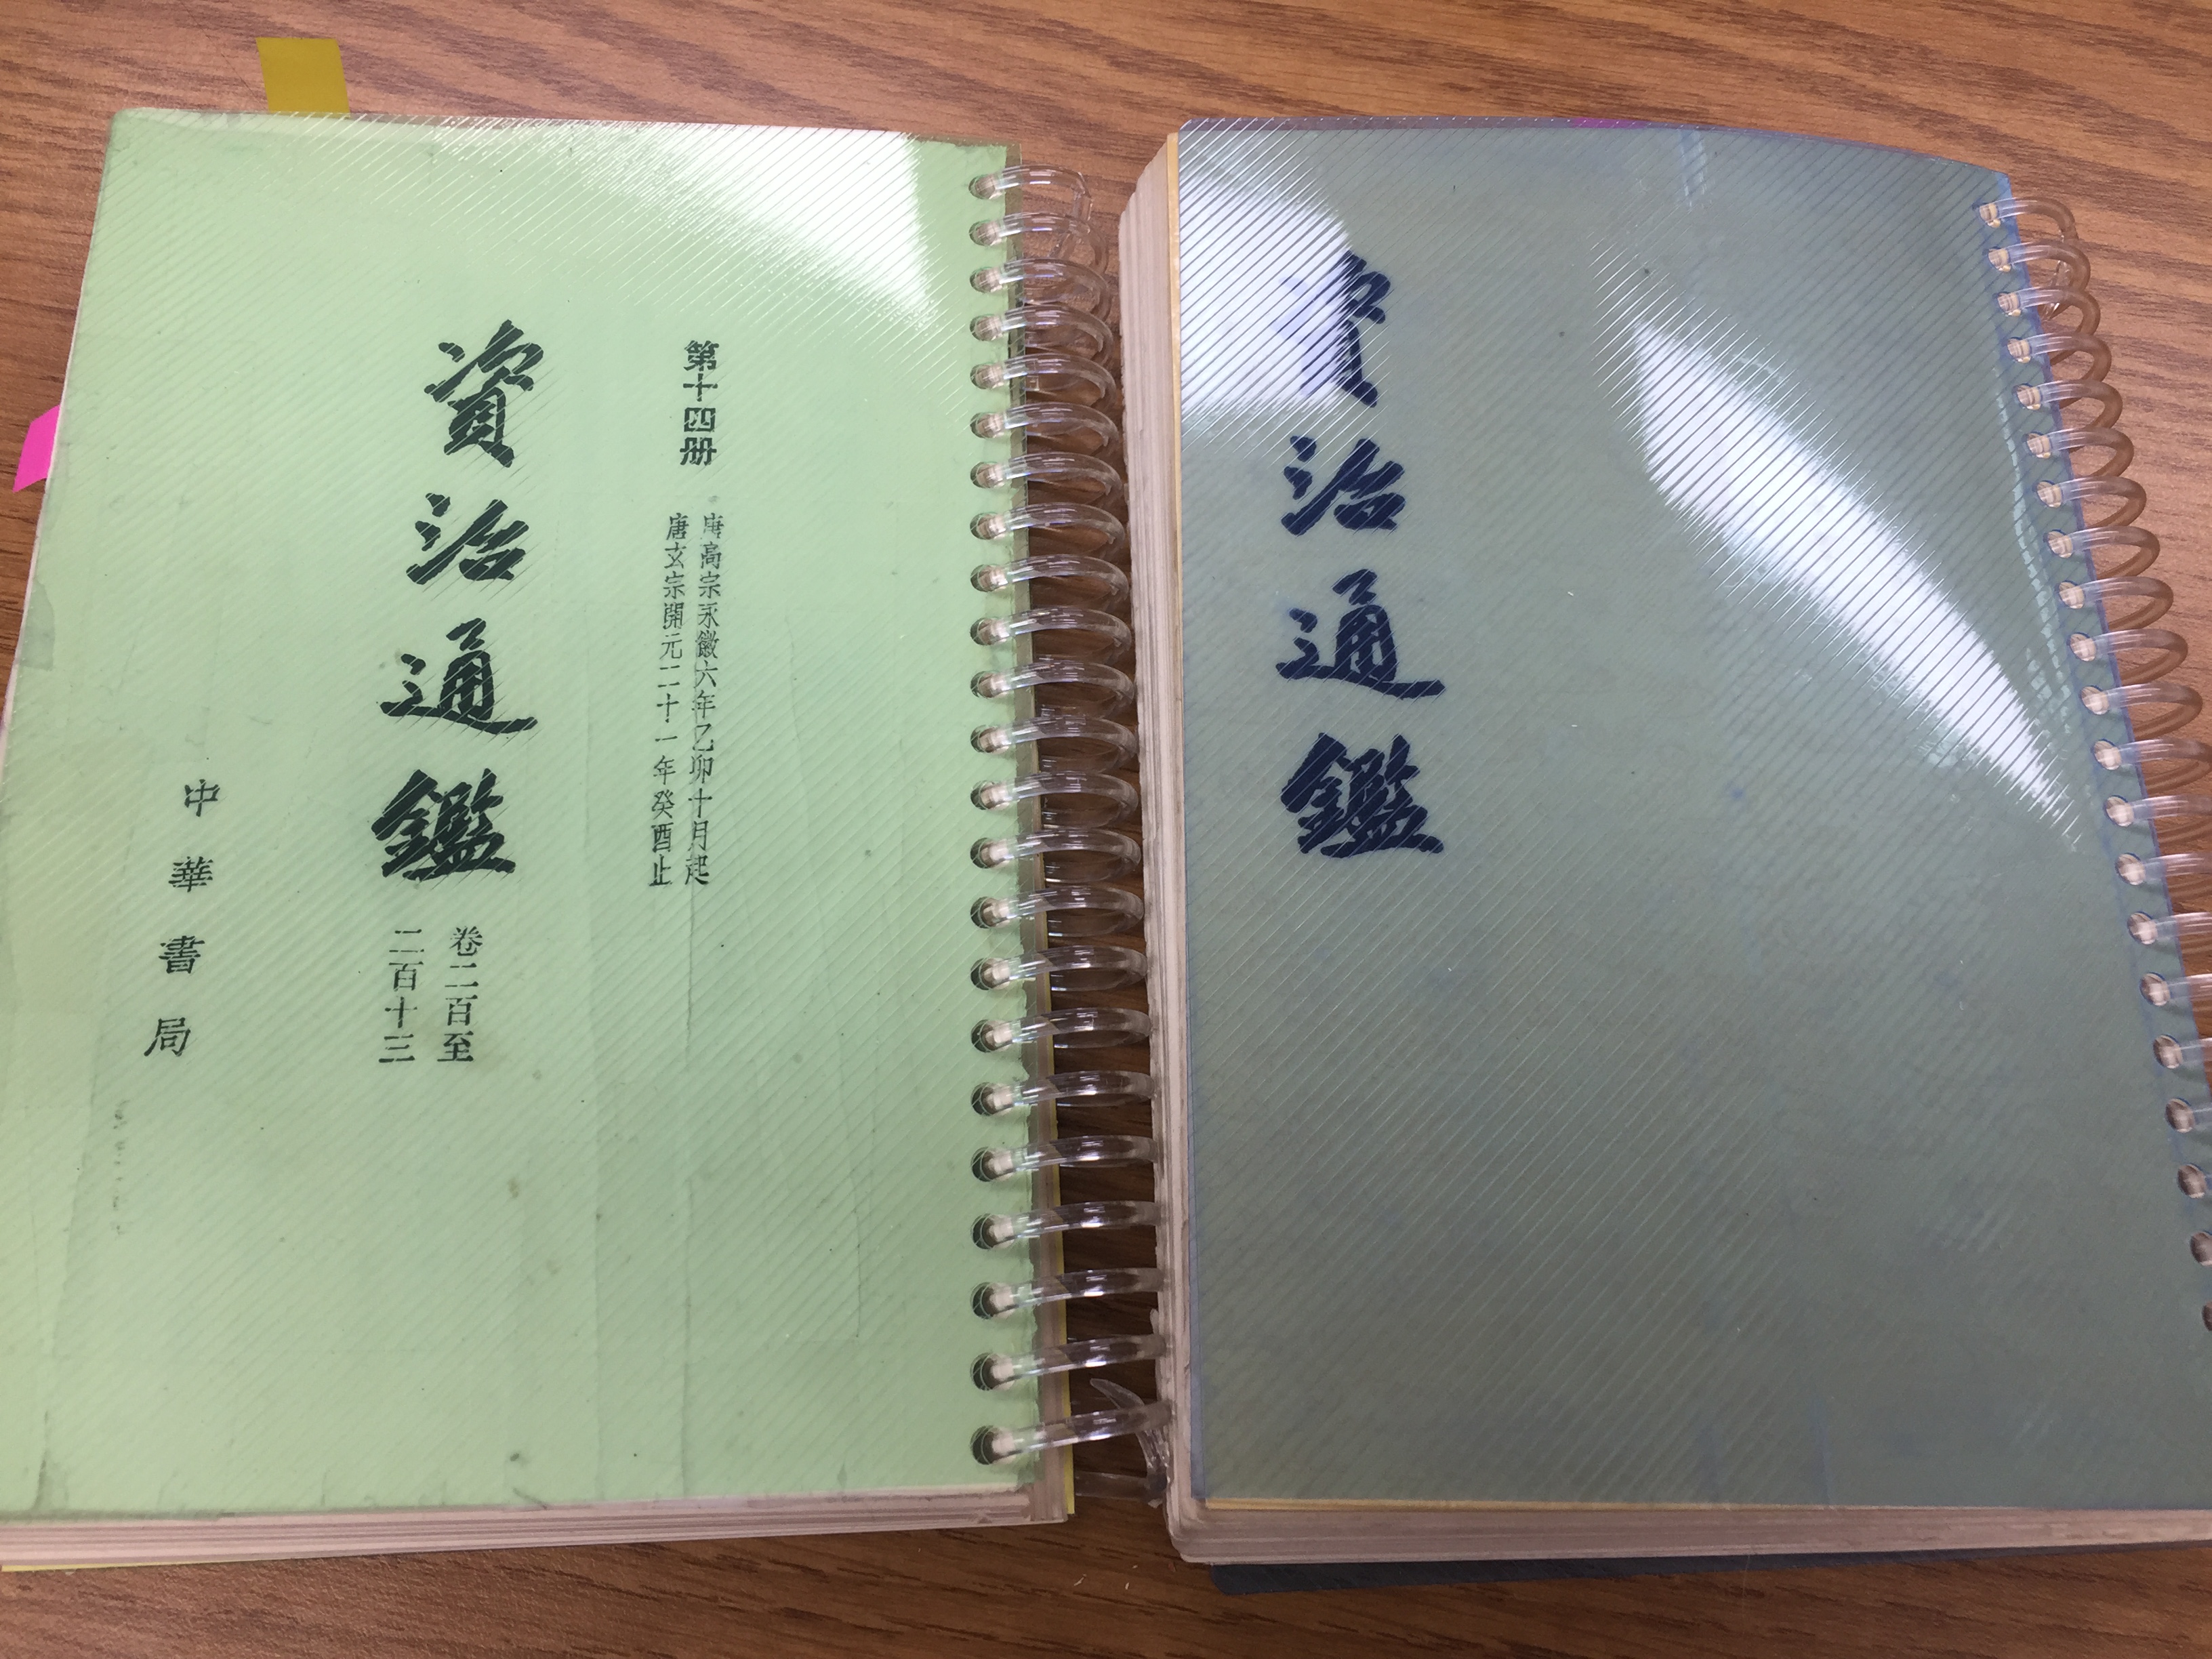 第十四册
唐高宗永徽六年乙卯十月起
唐玄宗開元二十一年癸酉止
資治通鑑
卷二百至
二百十三
中華書局
資治通鑑